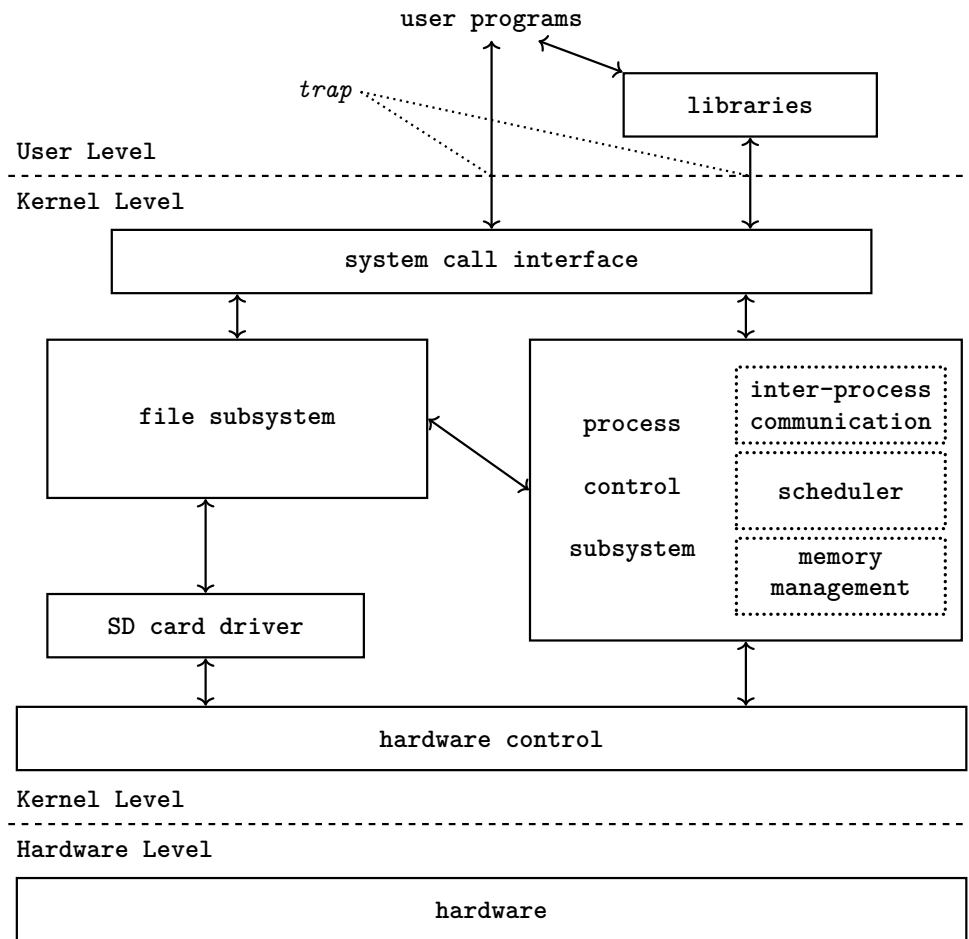 user programs
trap
libraries
User Level
Kernel Level
system call interface
file subsystem
process
control
subsystem
inter-process
communication
scheduler
memory
management
SD card driver
hardware control
Kernel Level
Hardware Level
hardware